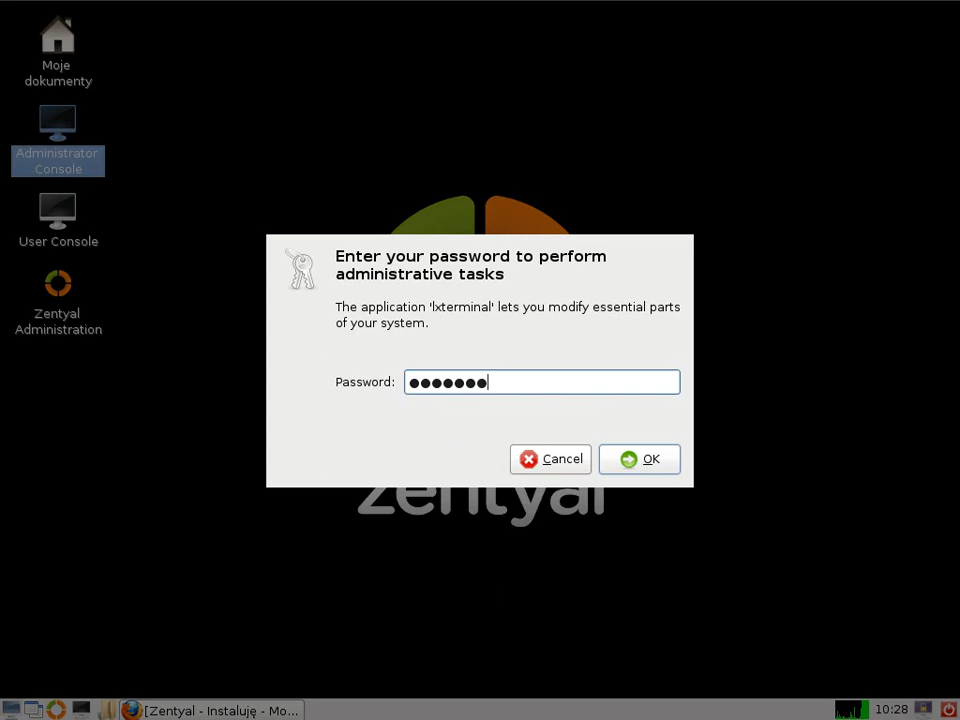 Moje
dokumenty
Administrator
Console
User Console
Zentyal
Administration
Enter your password to perform
administrative tasks
The application 'lxterminal' lets you modify essential parts
of your system.
Password: ●●●●●●●
Cancel
OK
zentyal
[Zentyal - Instaluję - Mo...
10:28